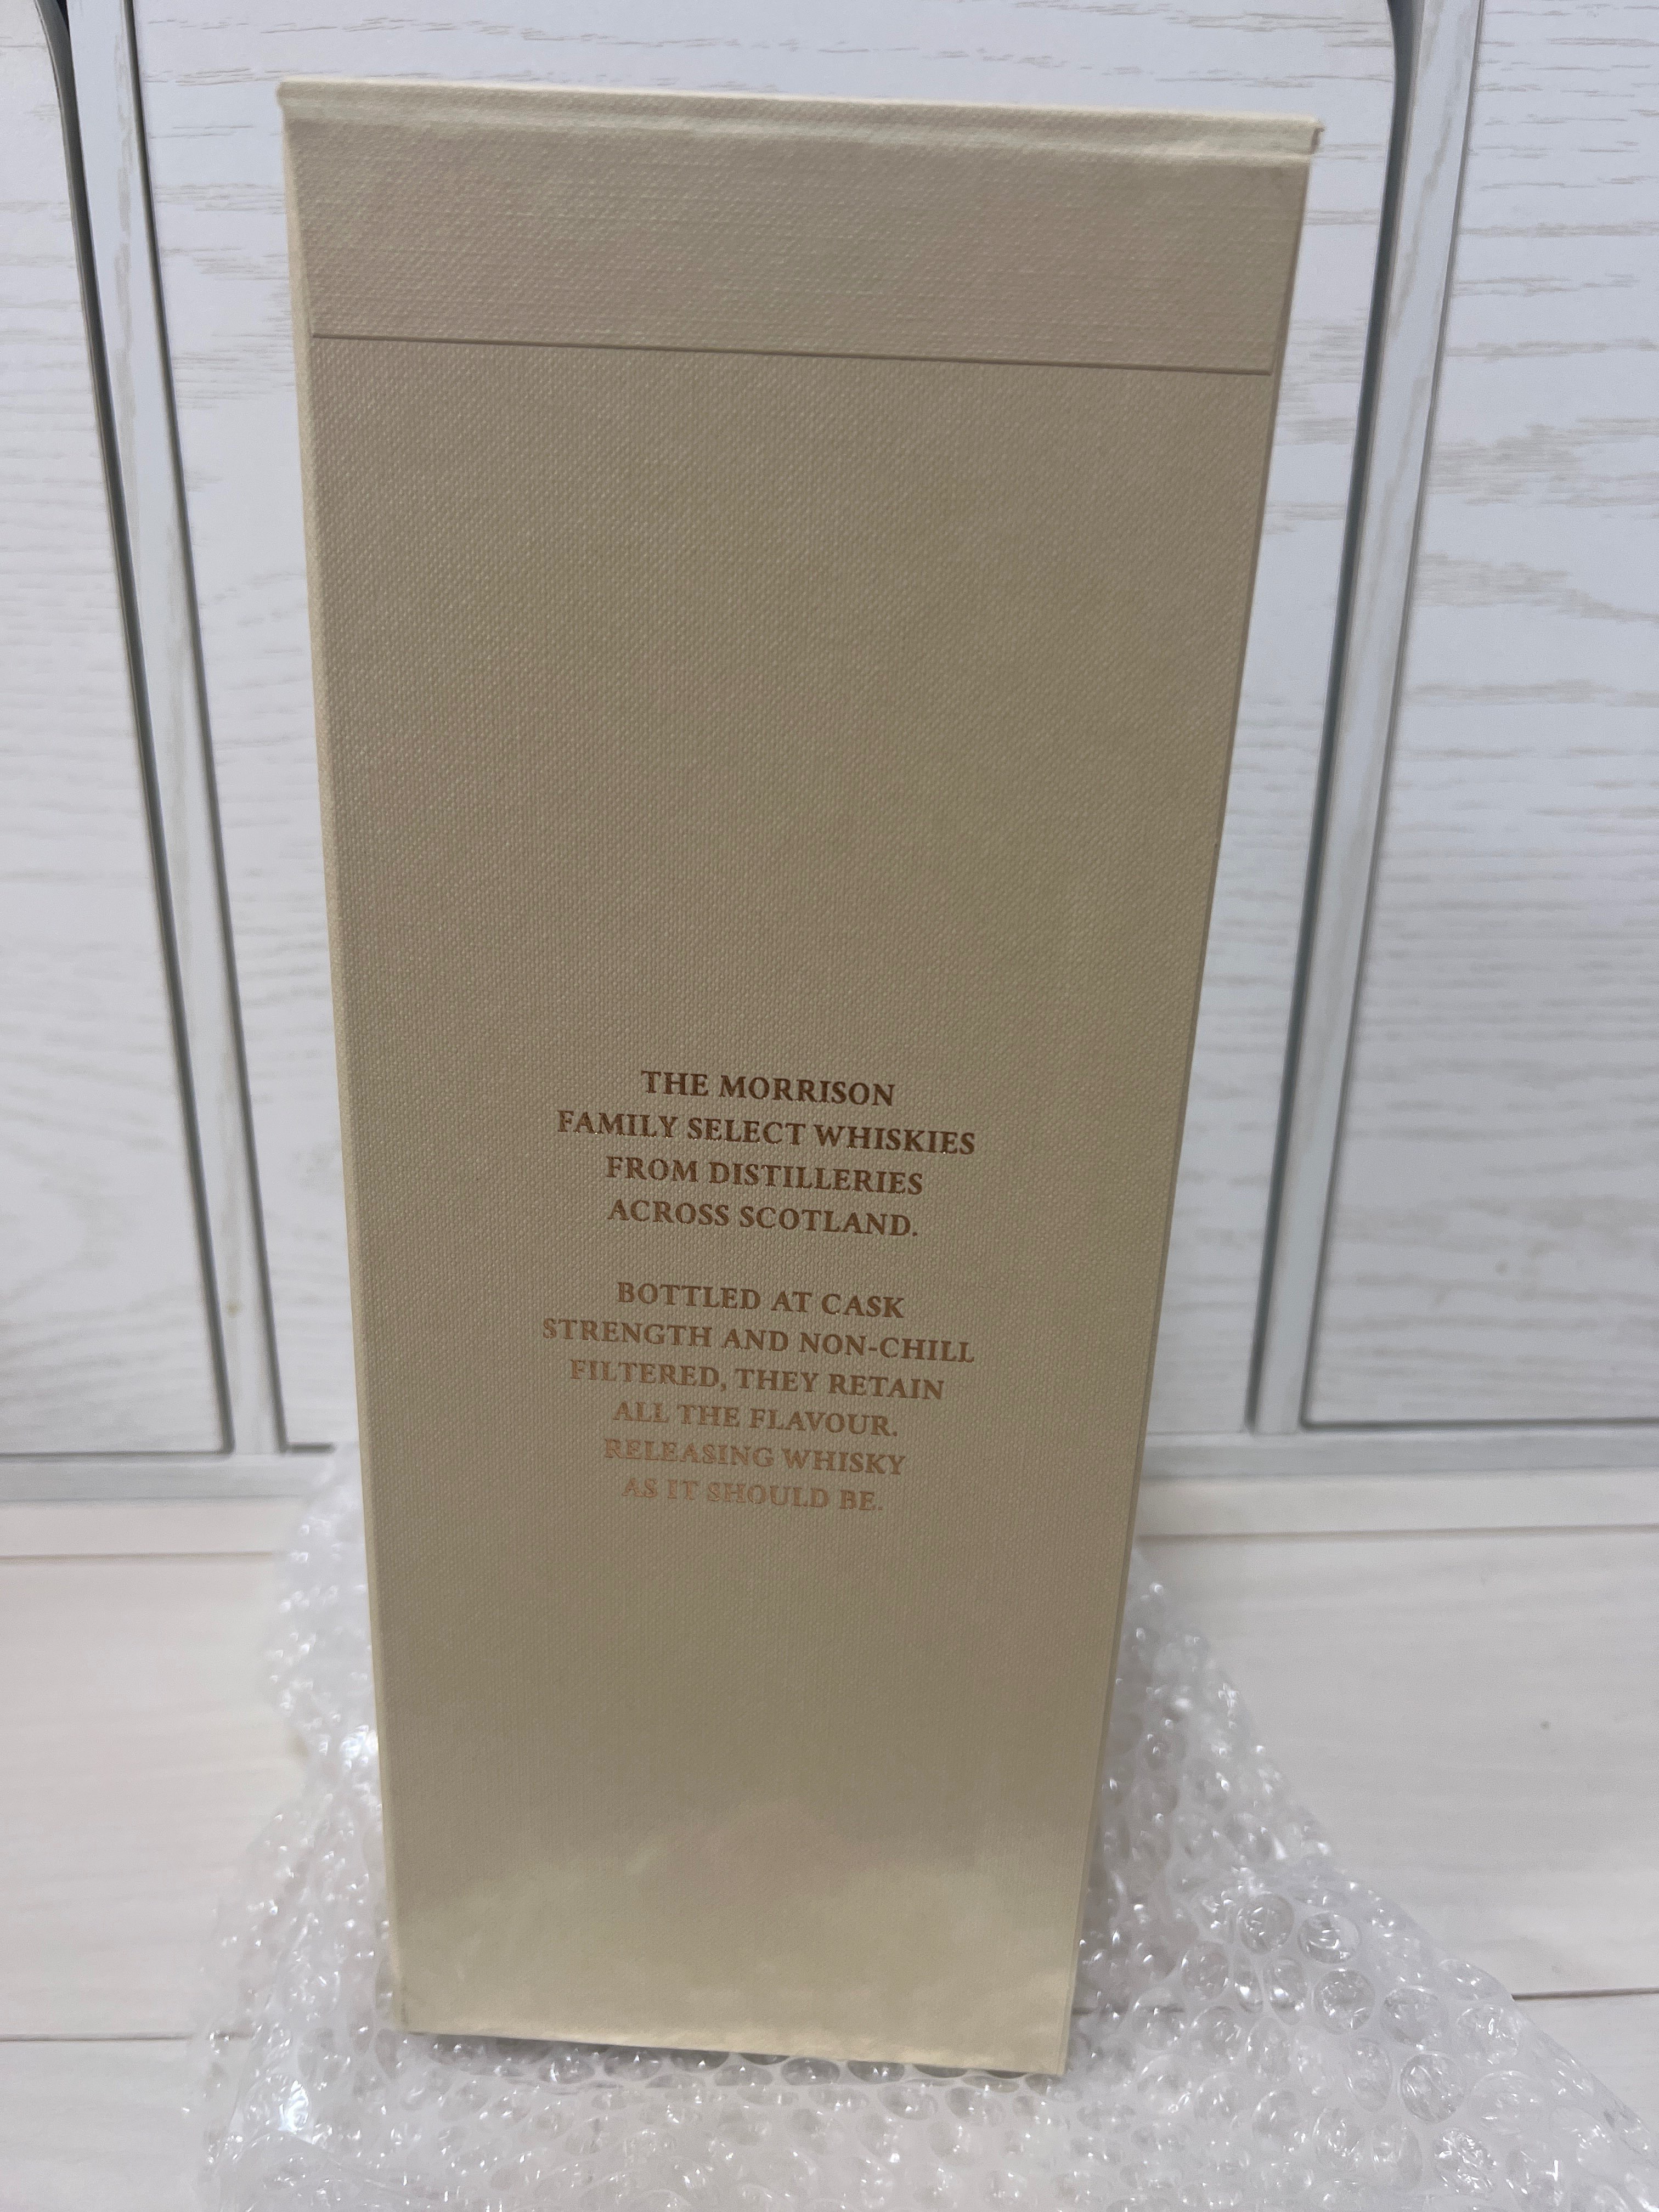 THE MORRISON
FAMILY SELECT WHISKIES
FROM DISTILLERIES
ACROSS SCOTLAND.
BOTTLED AT CASK
STRENGTH AND NON-CHILL
FILTERED, THEY RETAIN
ALL THE FLAVOUR.
RELEASING WHISKY
AS IT SHOULD BE.